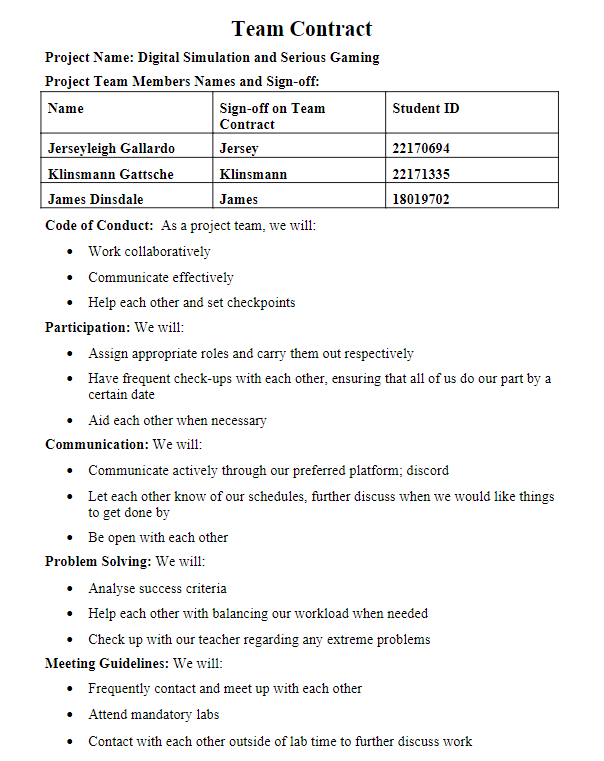 Team Contract
Project Name: Digital Simulation and Serious Gaming
Project Team Members Names and Sign-off:
Name Sign-off on Team Contract Student ID
Jerseyleigh Gallardo Jersey 22170694
Klinsmann Gattsche Klinsmann 22171335
James Dinsdale James 18019702
Code of Conduct: As a project team, we will:
• Work collaboratively
• Communicate effectively
• Help each other and set checkpoints
Participation: We will:
• Assign appropriate roles and carry them out respectively
• Have frequent check-ups with each other, ensuring that all of us do our part by a
certain date
• Aid each other when necessary
Communication: We will:
• Communicate actively through our preferred platform; discord
• Let each other know of our schedules, further discuss when we would like things
to get done by
• Be open with each other
Problem Solving: We will:
• Analyse success criteria
• Help each other with balancing our workload when needed
• Check up with our teacher regarding any extreme problems
Meeting Guidelines: We will:
• Frequently contact and meet up with each other
• Attend mandatory labs
• Contact with each other outside of lab time to further discuss work